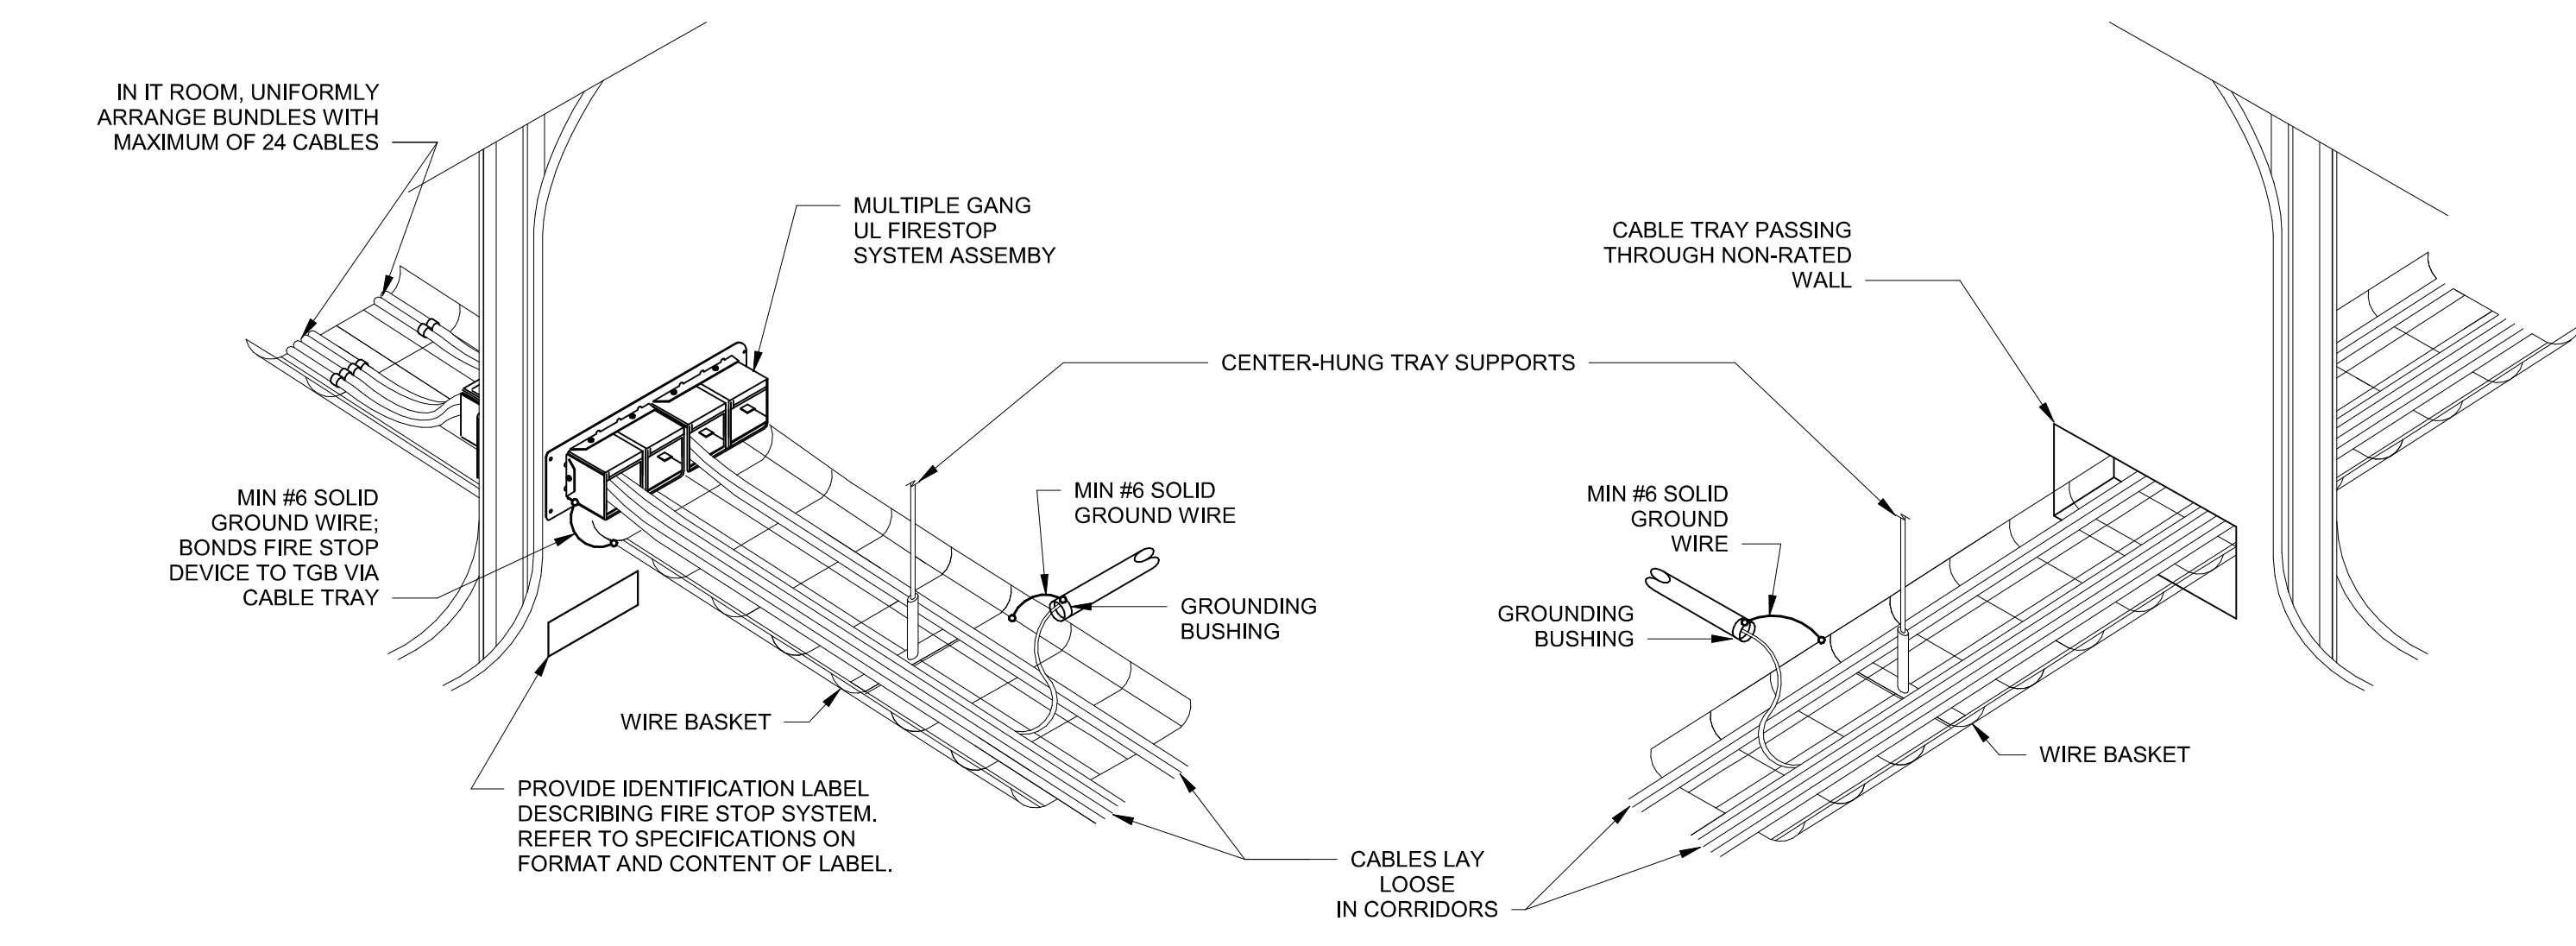 IN IT ROOM, UNIFORMLY
ARRANGE BUNDLES WITH
MAXIMUM OF 24 CABLES
MULTIPLE GANG
UL FIRESTOP
SYSTEM ASSEMBY
CABLE TRAY PASSING
THROUGH NON-RATED
WALL
CENTER-HUNG TRAY SUPPORTS
MIN #6 SOLID
GROUND WIRE;
BONDS FIRE STOP
DEVICE TO TGB VIA
CABLE TRAY
MIN #6 SOLID
GROUND WIRE
GROUNDING
BUSHING
MIN #6 SOLID
GROUND
WIRE
GROUNDING
BUSHING
WIRE BASKET
WIRE BASKET
PROVIDE IDENTIFICATION LABEL
DESCRIBING FIRE STOP SYSTEM.
REFER TO SPECIFICATIONS ON
FORMAT AND CONTENT OF LABEL.
CABLES LAY
LOOSE
IN CORRIDORS